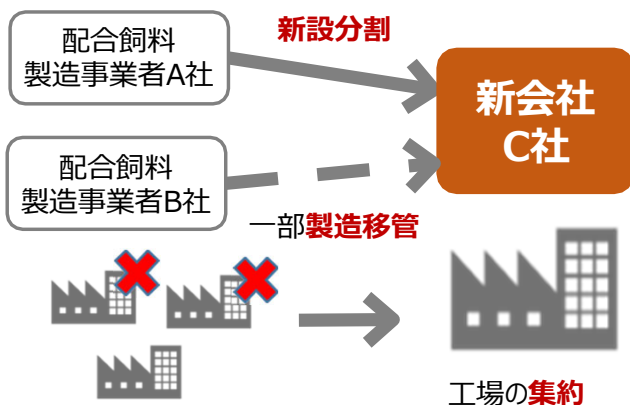 新設分割
配合飼料
製造事業者A社
新会社
C社
配合飼料
製造事業者B社
一部製造移管
工場の集約